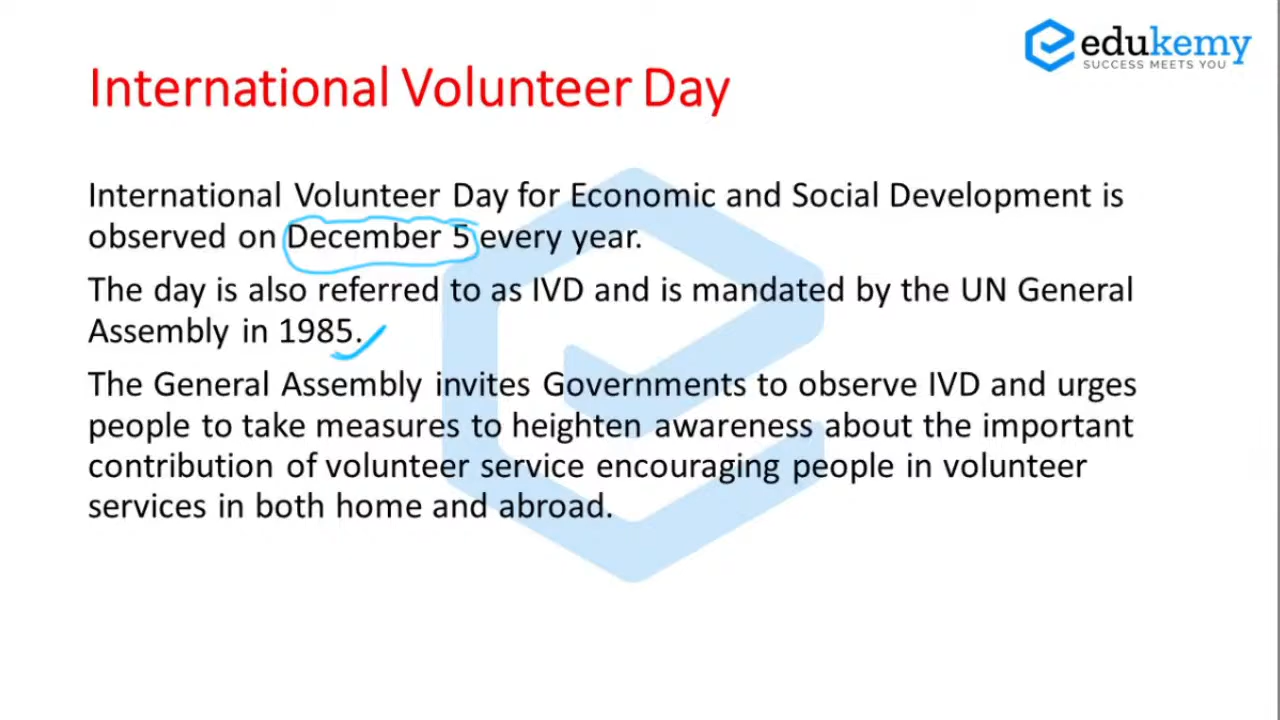 edukemy
SUCCESS MEETS YOU
International Volunteer Day
International Volunteer Day for Economic and Social Development is
observed on December 5 every year.
The day is also referred to as IVD and is mandated by the UN General
Assembly in 1985.
The General Assembly invites Governments to observe IVD and urges
people to take measures to heighten awareness about the important
contribution of volunteer service encouraging people in volunteer
services in both home and abroad.